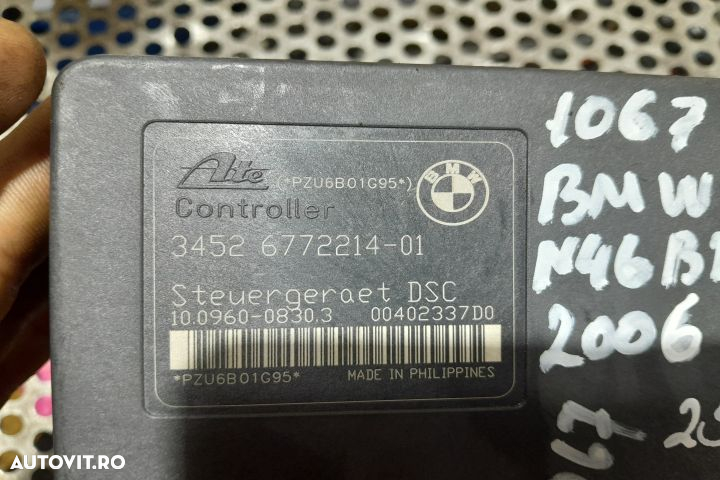 Ate (*PZU6B01G95*)
BMW
Controller
3452 6772214-01
Steuergeraet DSC
10.0960-0830.3 00402337D0
*PZU6B01G95* MADE IN PHILIPPINES
1067
BMW
N46B
2006
67
AUTOVIT.RO